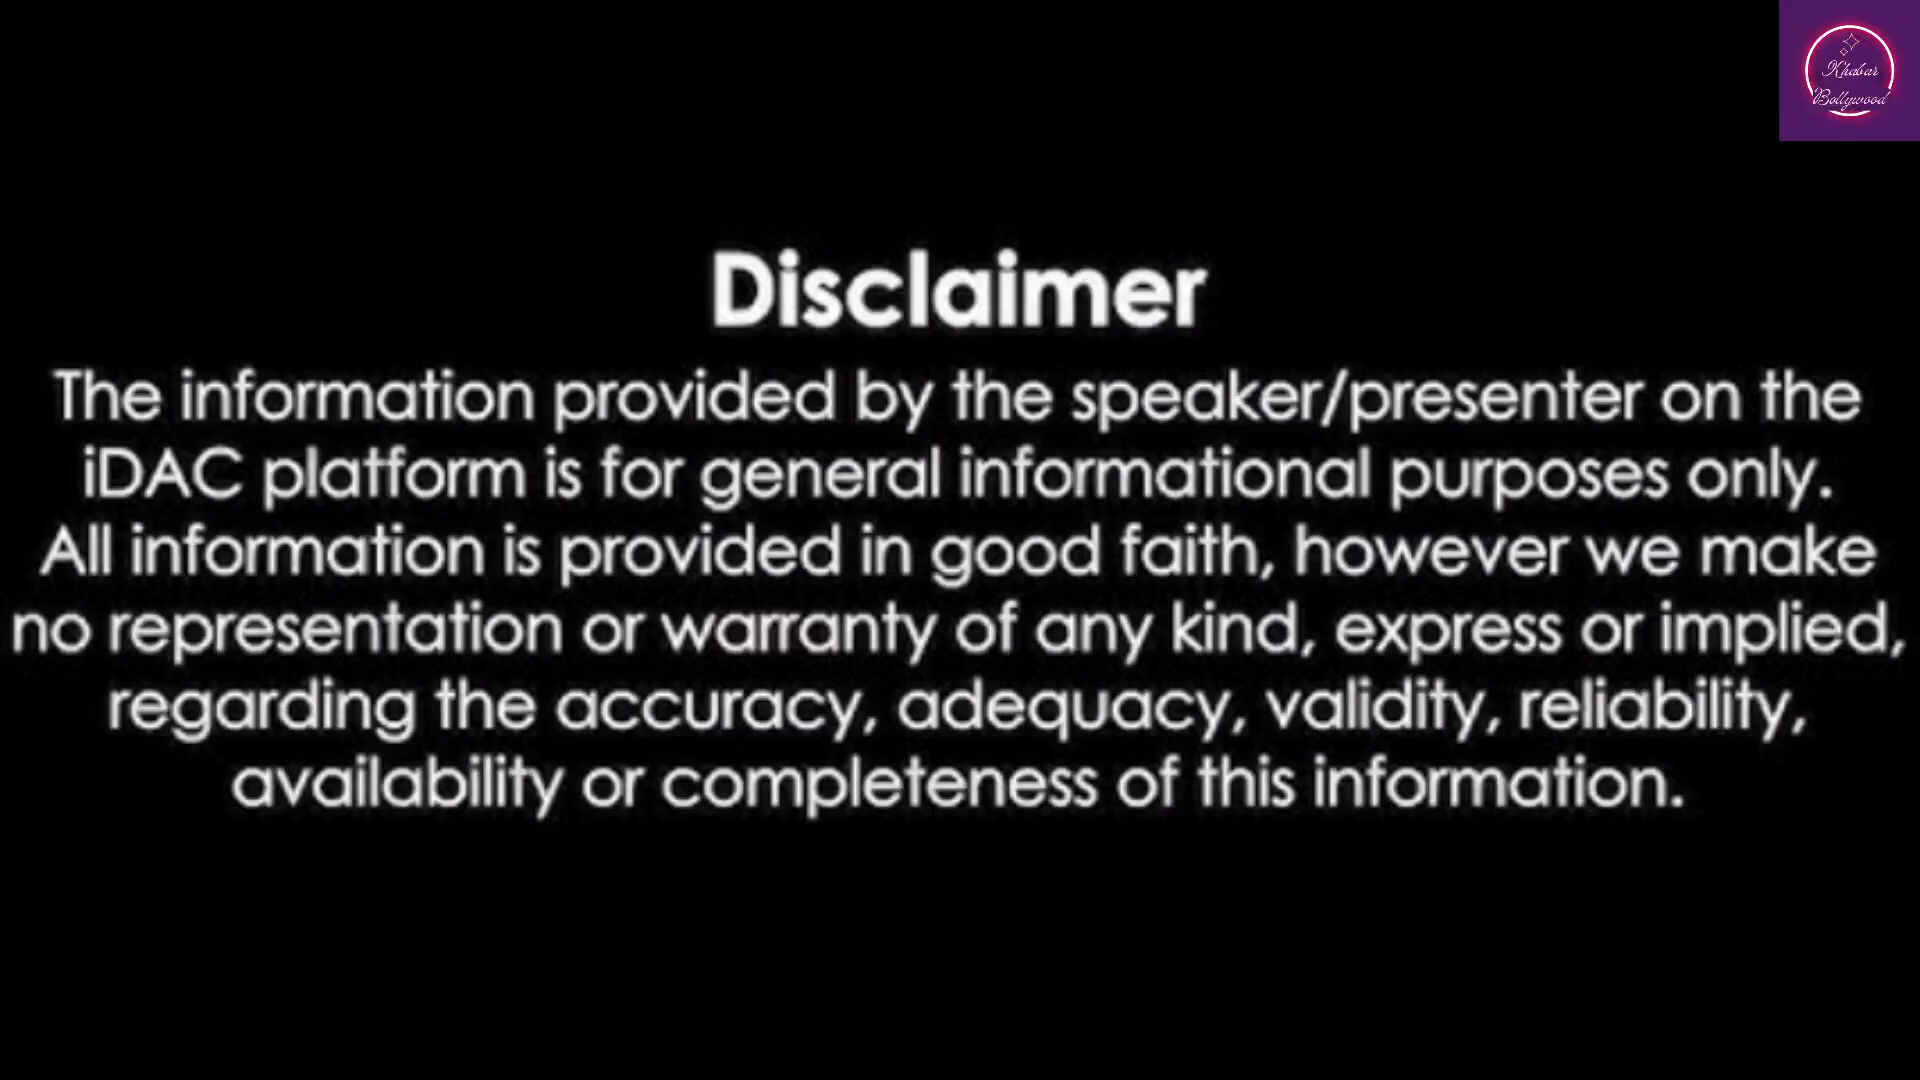 Khabar
Bollywood
Disclaimer
The information provided by the speaker/presenter on the
iDAC platform is for general informational purposes only.
All information is provided in good faith, however we make
no representation or warranty of any kind, express or implied,
regarding the accuracy, adequacy, validity, reliability,
availability or completeness of this information.